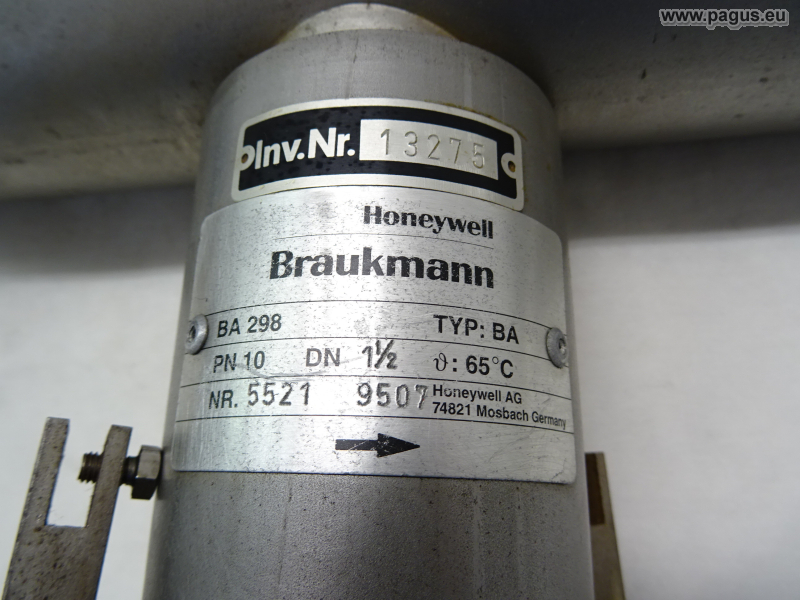 www.pagus.eu
Inv.Nr. 13275
Honeywell
Braukmann
BA 298 TYP: BA
PN 10 DN 1½ ϑ: 65°C
NR. 5521 9507 Honeywell AG
74821 Mosbach Germany